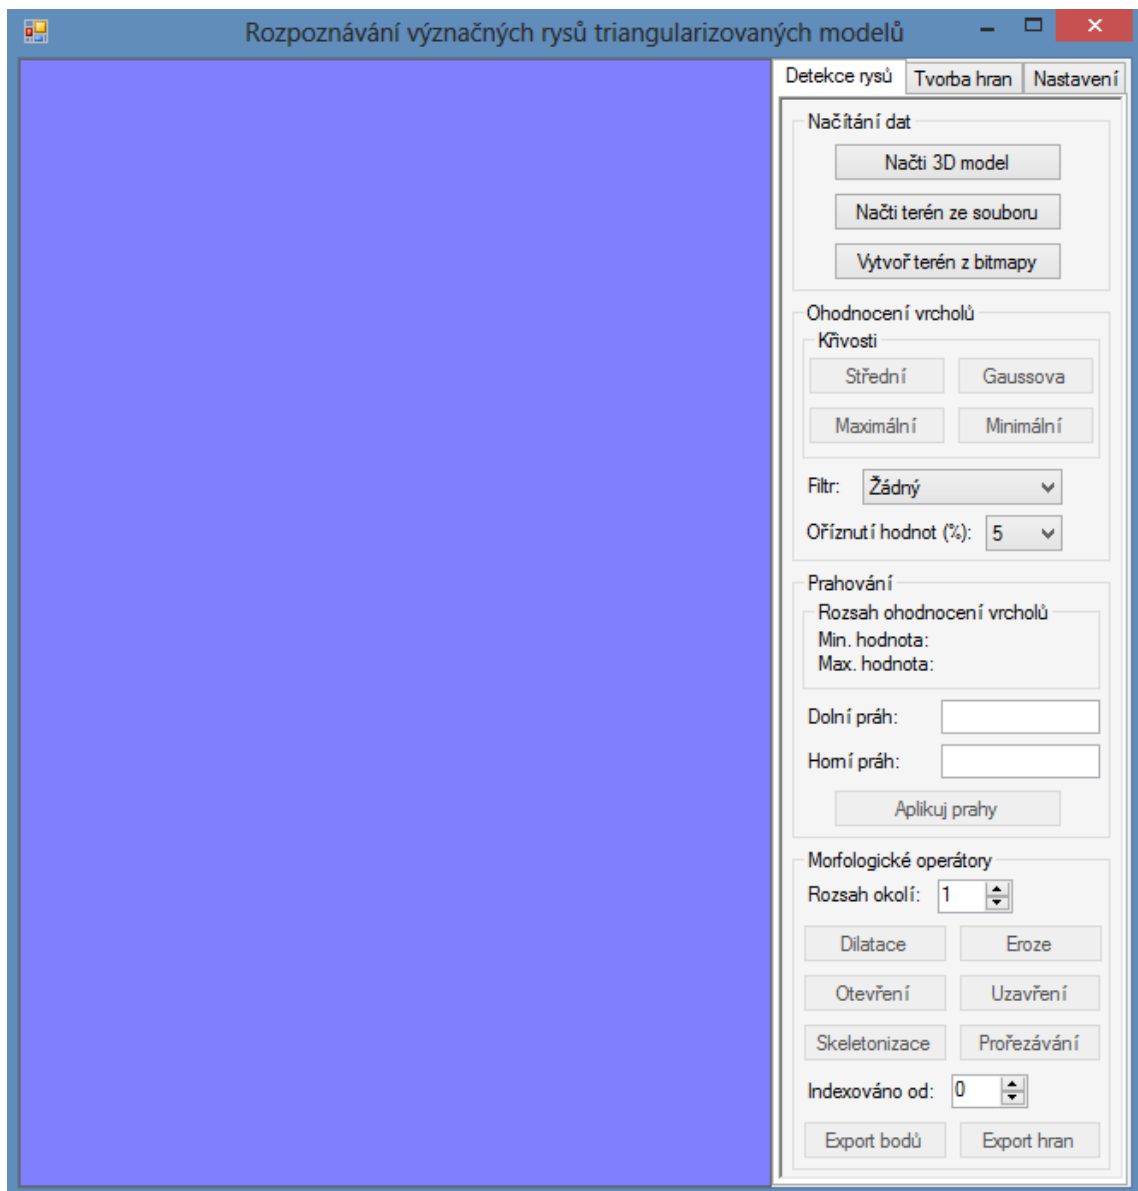 Rozpoznávání význačných rysů triangularizovaných modelů
Detekce rysů Tvorba hran Nastavení
Načítání dat
Načti 3D model
Načti terén ze souboru
Vytvoř terén z bitmapy
Ohodnocení vrcholů
Křivosti
Střední Gaussova
Maximální Minimální
Filtr: Žádný
Oříznutí hodnot (%): 5
Prahování
Rozsah ohodnocení vrcholů
Min. hodnota:
Max. hodnota:
Dolní práh:
Horní práh:
Aplikuj prahy
Morfologické operátory
Rozsah okolí: 1
Dilatace Eroze
Otevření Uzavření
Skeletonizace Prořezávání
Indexováno od: 0
Export bodů Export hran